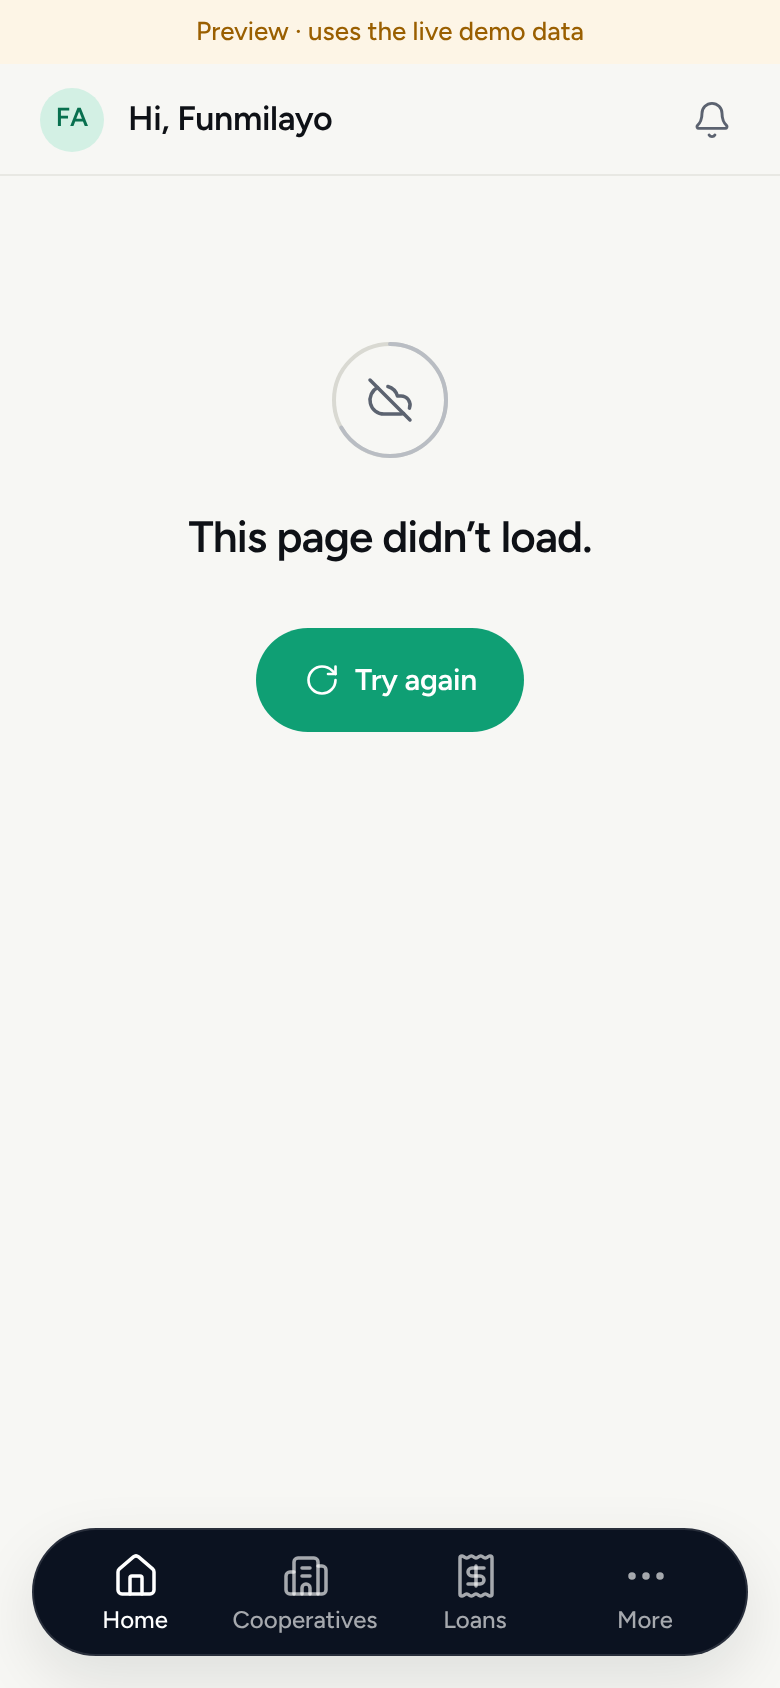 Preview · uses the live demo data
FA
Hi, Funmilayo
This page didn’t load.
Try again
Home
Cooperatives
Loans
More